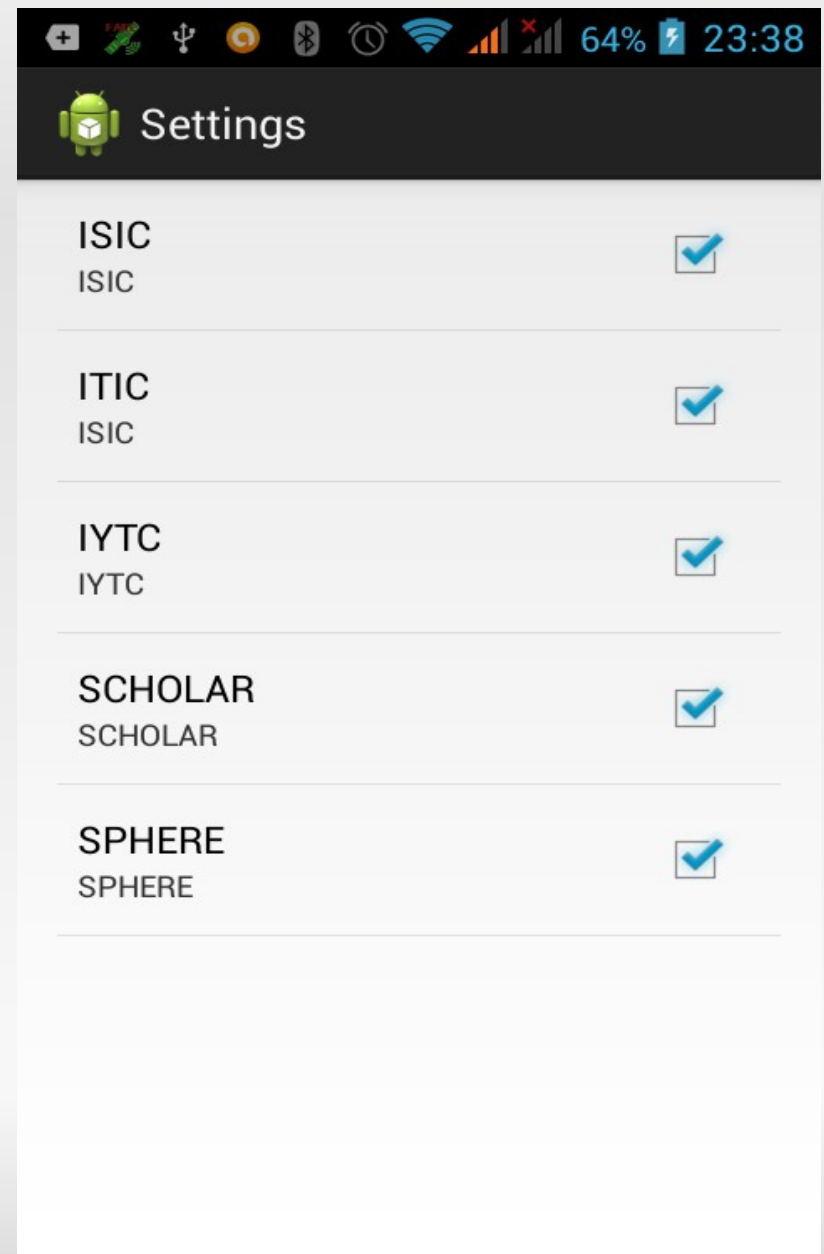 64% 23:38
Settings
ISIC
ISIC
ITIC
ISIC
IYTC
IYTC
SCHOLAR
SCHOLAR
SPHERE
SPHERE